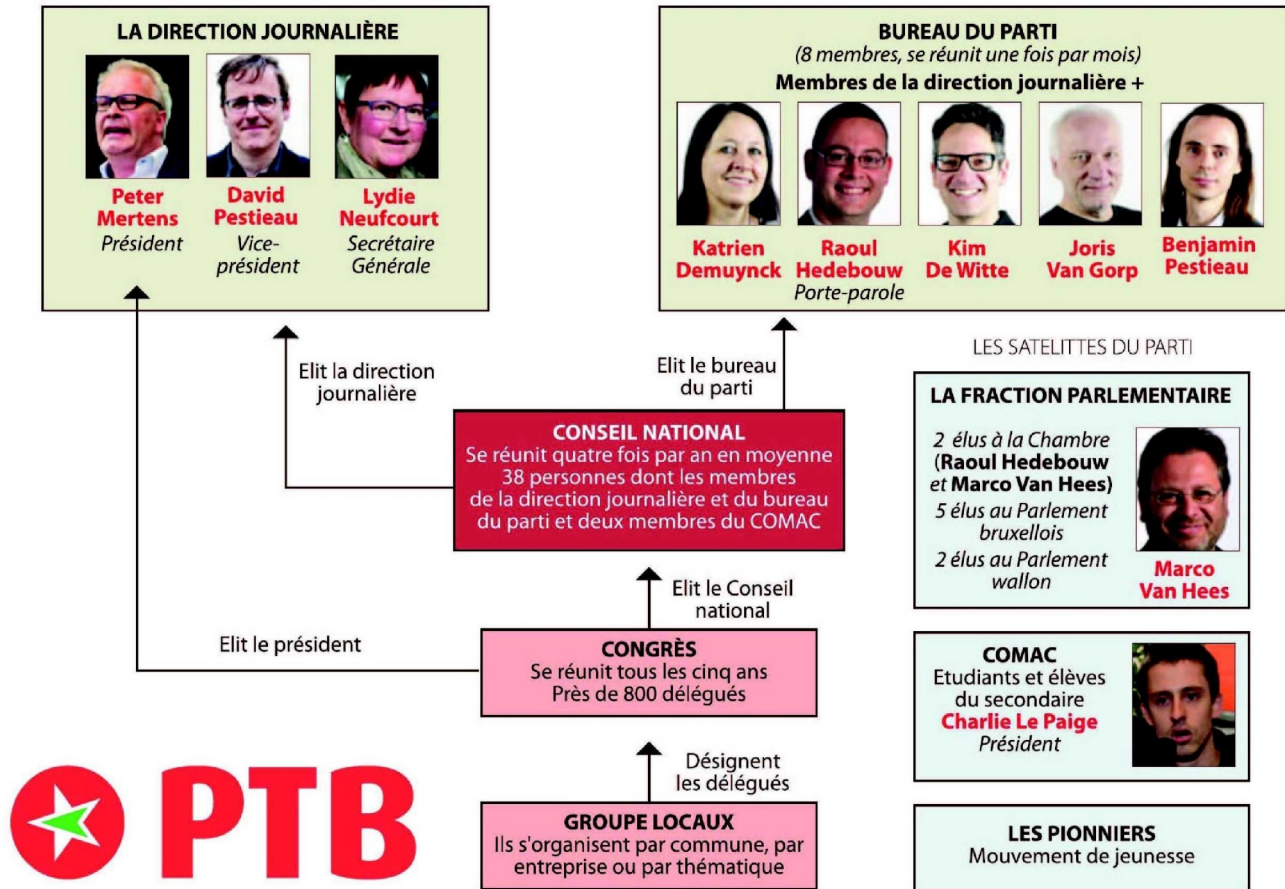 LA DIRECTION JOURNALIÈRE
Peter
Mertens
Président
David
Pestieau
Vice-
président
Lydie
Neufcourt
Secrétaire
Générale
BUREAU DU PARTI
(8 membres, se réunit une fois par mois)
Membres de la direction journalière +
Katrien
Demuynck
Raoul
Hedebouw
Porte-parole
Kim
De Witte
Joris
Van Gorp
Benjamin
Pestieau
Elit la direction
journalière
Elit le bureau
du parti
CONSEIL NATIONAL
Se réunit quatre fois par an en moyenne
38 personnes dont les membres
de la direction journalière et du bureau
du parti et deux membres du COMAC
Elit le Conseil
national
Elit le président
CONGRÈS
Se réunit tous les cinq ans
Près de 800 délégués
Désignent
les délégués
GROUPE LOCAUX
Ils s'organisent par commune, par
entreprise ou par thématique
LES SATELITTES DU PARTI
LA FRACTION PARLEMENTAIRE
2 élus à la Chambre
(Raoul Hedebouw
et Marco Van Hees)
5 élus au Parlement
bruxellois
2 élus au Parlement
wallon
Marco
Van Hees
COMAC
Etudiants et élèves
du secondaire
Charlie Le Paige
Président
LES PIONNIERS
Mouvement de jeunesse
PTB